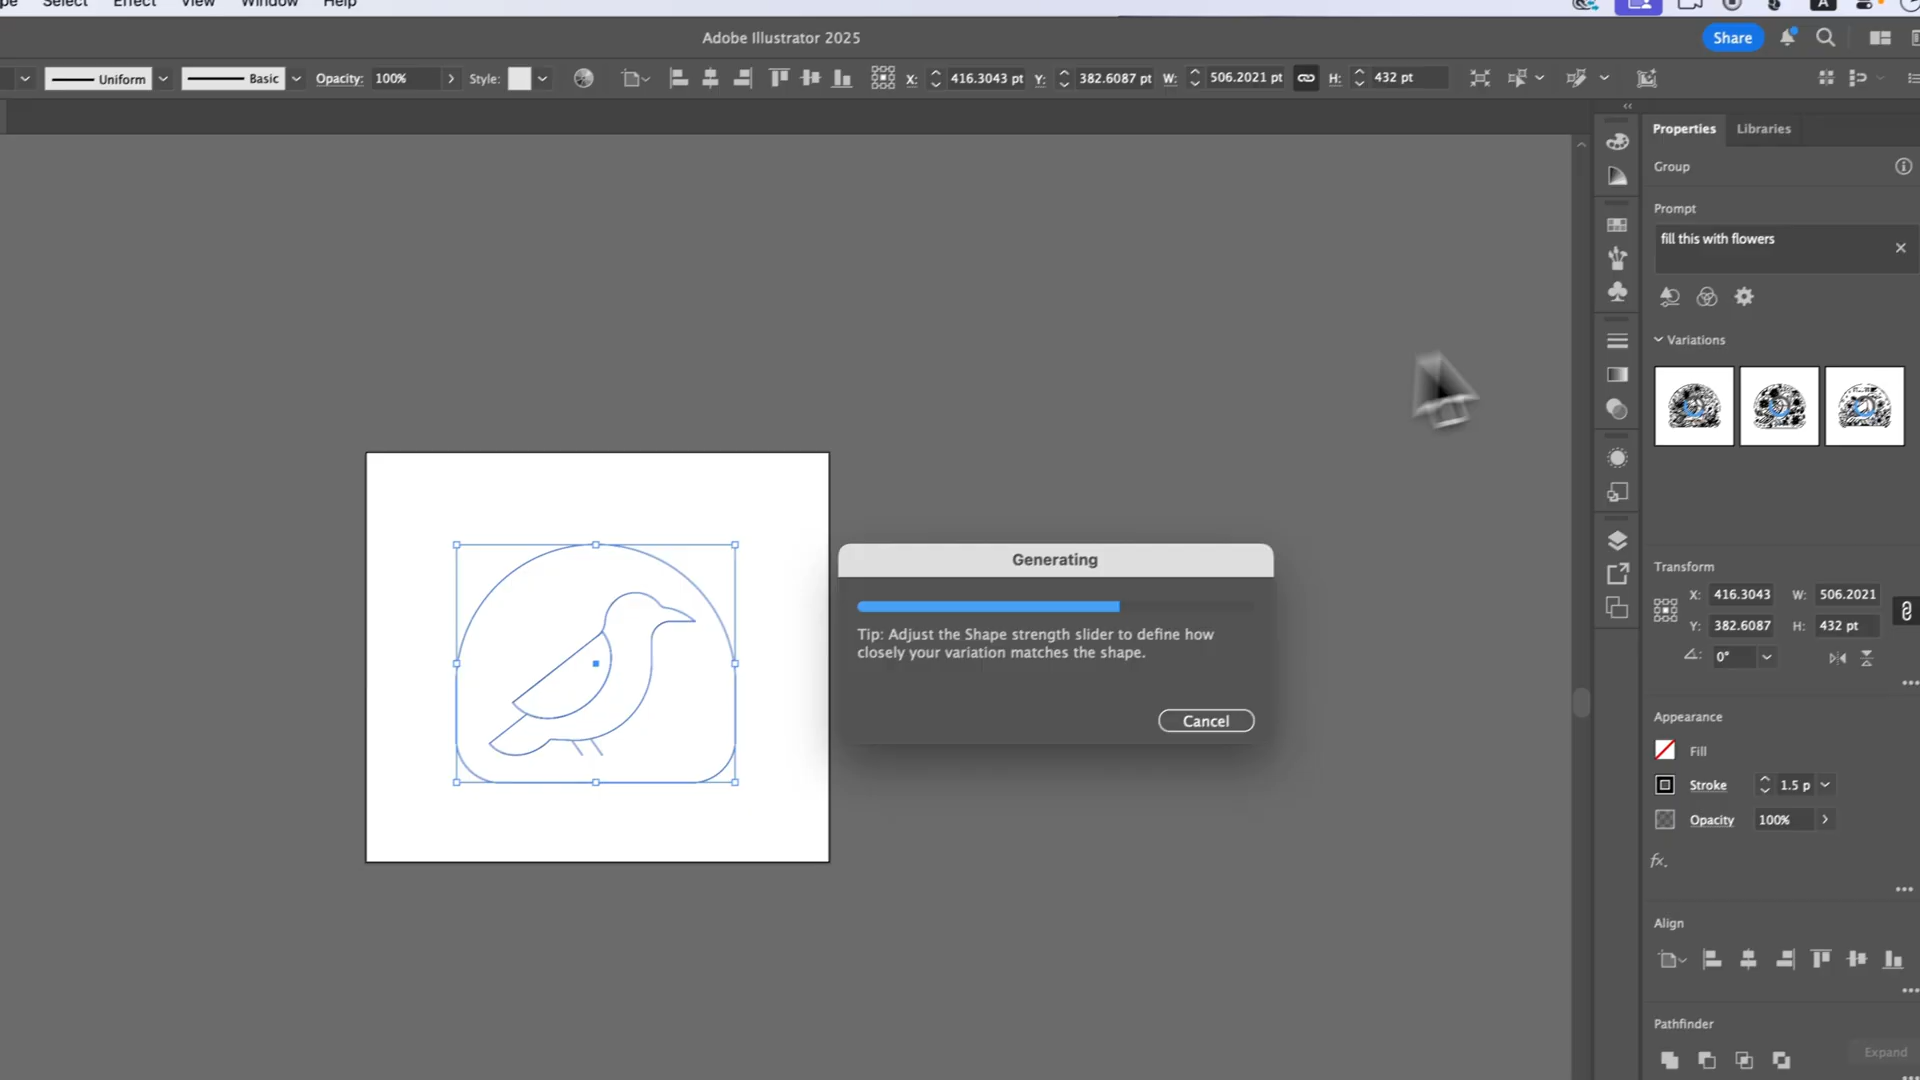 pe Select Effect View Window Help
A
Adobe Illustrator 2025
Share
Uniform Basic Opacity: 100% Style: X: 416.3043 pt Y: 382.6087 pt W: 506.2021 pt H: 432 pt
Properties Libraries
Group
Prompt
fill this with flowers
Variations
Generating
Tip: Adjust the Shape strength slider to define how
closely your variation matches the shape.
Cancel
Transform
X: 416.3043 W: 506.2021
Y: 382.6087 H: 432 pt
0°
Appearance
Fill
Stroke 1.5 p
Opacity 100%
fx.
Align
Pathfinder
Expand